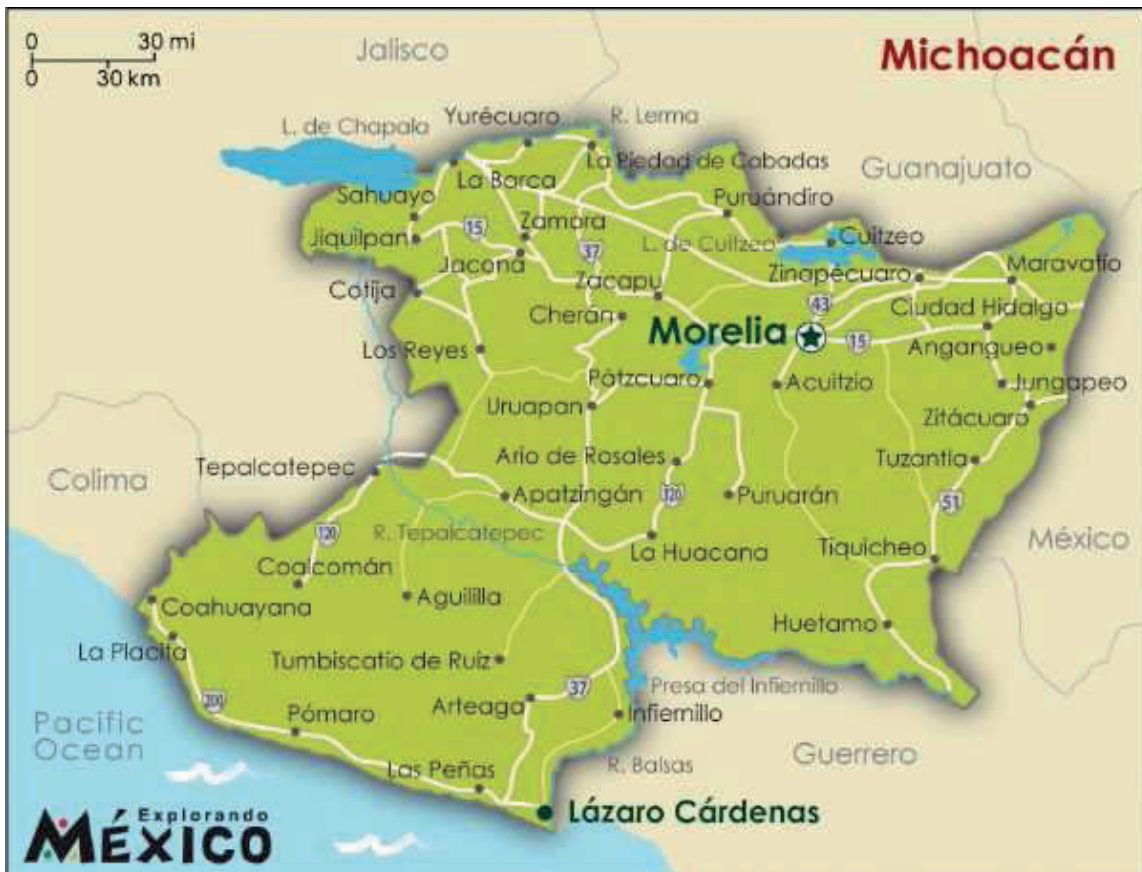 0 30 mi
0 30 km
Jalisco
Michoacán
Yurécuaro
R. Lerma
L. de Chapala
La Piedad de Cabadas
Guanajuato
La Barca
Sahuayo
Puruándiro
Zamora
15
Jiquilpan
37
L. de Cuitzeo
Cuitzeo
Jacona
Maravatío
Zinapécuaro
Cotija
Zacapu
43
Ciudad Hidalgo
Cherán
Morelia
15
Angangueo
Los Reyes
Pátzcuaro
Acuitzio
Jungapeo
Uruapan
Zitácuaro
Tepalcatepec
Ario de Rosales
Tuzantla
Colima
Apatzingán
120
Puruarán
51
120
R. Tepalcatepec
La Huacana
Tiquicheo
México
Coalcomán
Aguililla
Coahuayana
Huetamo
La Placita
Tumbiscatio de Ruiz
37
Presa del Infiernillo
200
Arteaga
Infiernillo
Pómaro
Pacific
Ocean
Guerrero
Las Peñas
R. Balsas
Lázaro Cárdenas
Explorando
MÉXICO